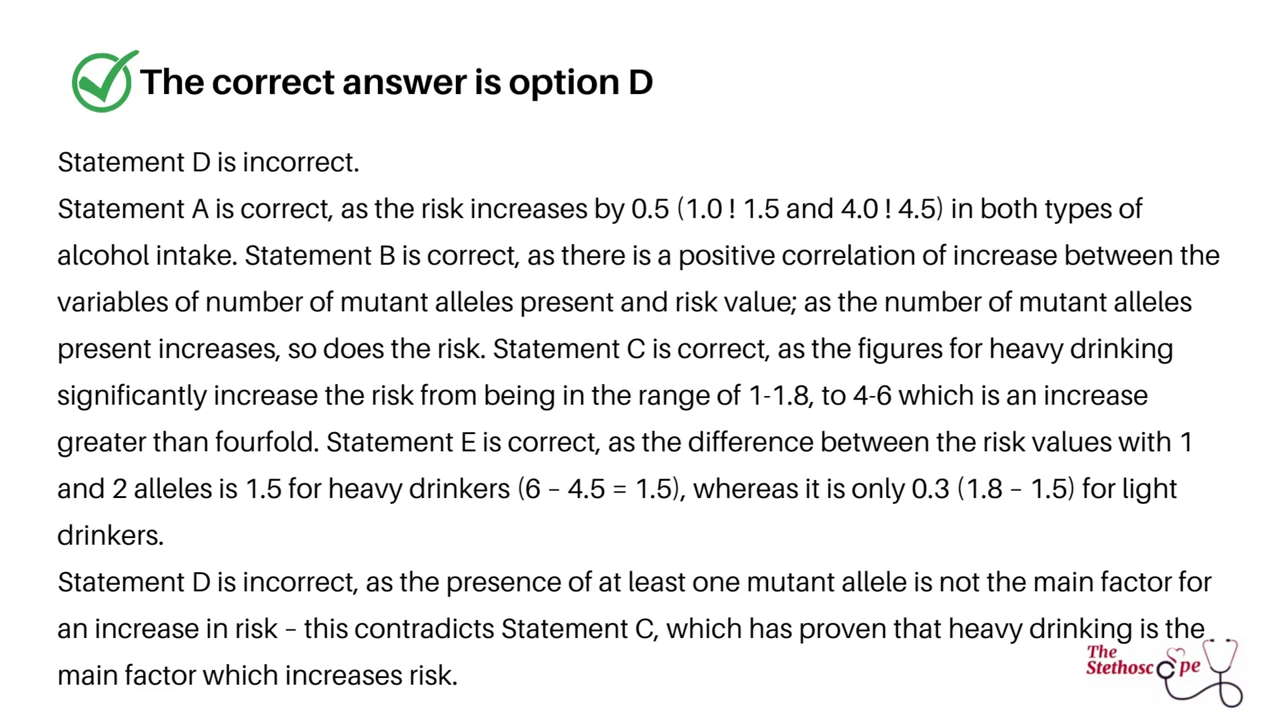 The correct answer is option D
Statement D is incorrect.
Statement A is correct, as the risk increases by 0.5 (1.0 ! 1.5 and 4.0 ! 4.5) in both types of
alcohol intake. Statement B is correct, as there is a positive correlation of increase between the
variables of number of mutant alleles present and risk value; as the number of mutant alleles
present increases, so does the risk. Statement C is correct, as the figures for heavy drinking
significantly increase the risk from being in the range of 1-1.8, to 4-6 which is an increase
greater than fourfold. Statement E is correct, as the difference between the risk values with 1
and 2 alleles is 1.5 for heavy drinkers (6 – 4.5 = 1.5), whereas it is only 0.3 (1.8 – 1.5) for light
drinkers.
Statement D is incorrect, as the presence of at least one mutant allele is not the main factor for
an increase in risk – this contradicts Statement C, which has proven that heavy drinking is the
main factor which increases risk.
The
Stethoscope